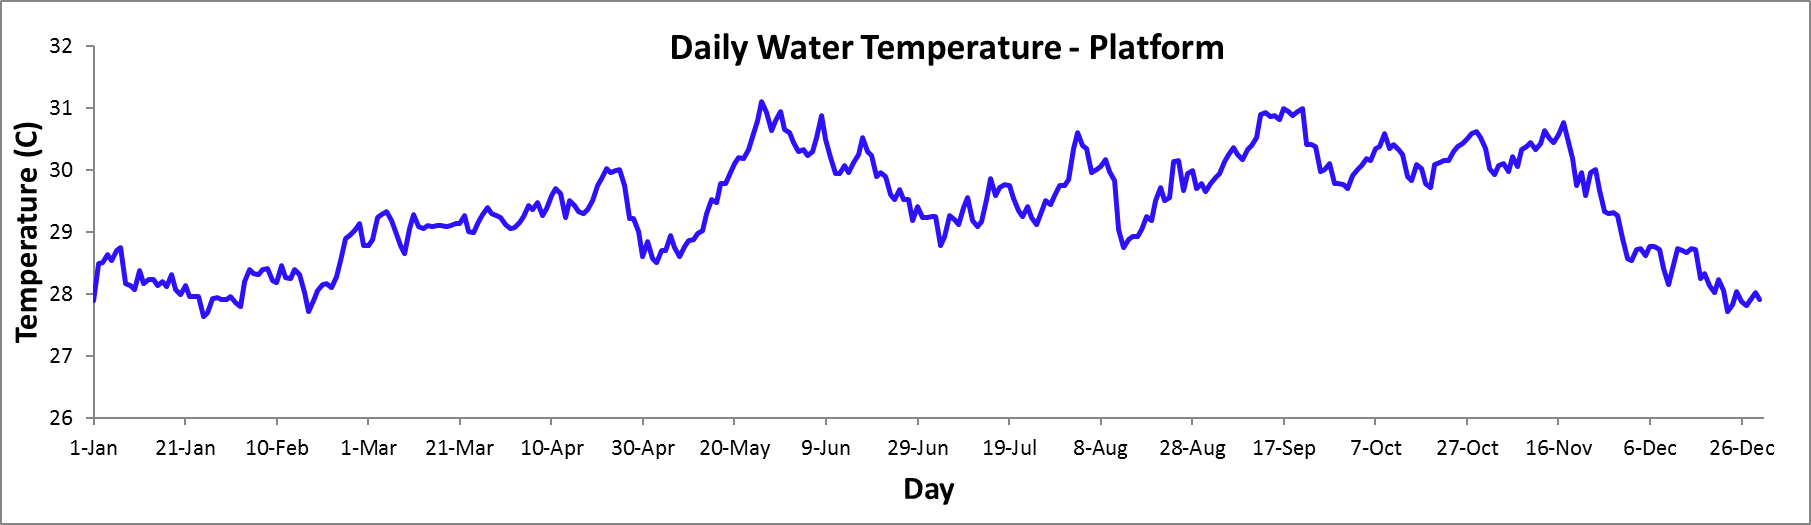 Daily Water Temperature - Platform
Temperature (C)
32
31
30
29
28
27
26
1-Jan 21-Jan 10-Feb 1-Mar 21-Mar 10-Apr 30-Apr 20-May 9-Jun 29-Jun 19-Jul 8-Aug 28-Aug 17-Sep 7-Oct 27-Oct 16-Nov 6-Dec 26-Dec
Day